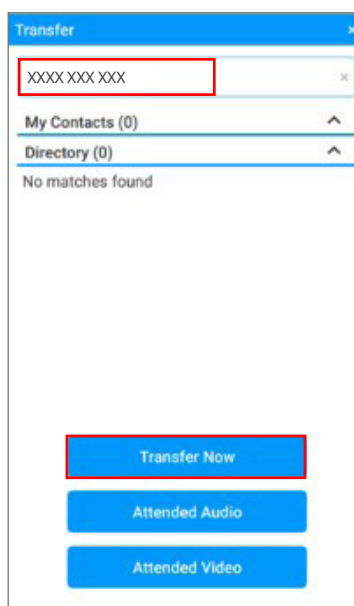 Transfer ×
XXXX XXX XXX ×
My Contacts (0)
Directory (0)
No matches found
Transfer Now
Attended Audio
Attended Video